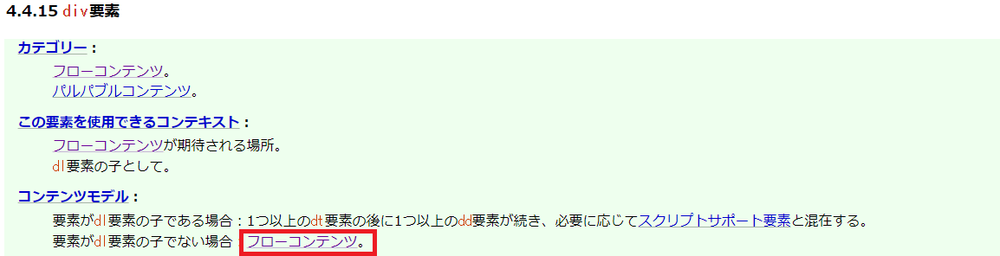 4.4.15 div要素
カテゴリー：
フローコンテンツ。
パルパブルコンテンツ。
この要素を使用できるコンテキスト：
フローコンテンツが期待される場所。
dl要素の子として。
コンテンツモデル：
要素がdl要素の子である場合：1つ以上のdt要素の後に1つ以上のdd要素が続き、必要に応じてスクリプトサポート要素と混在する。
要素がdl要素の子でない場合：フローコンテンツ。